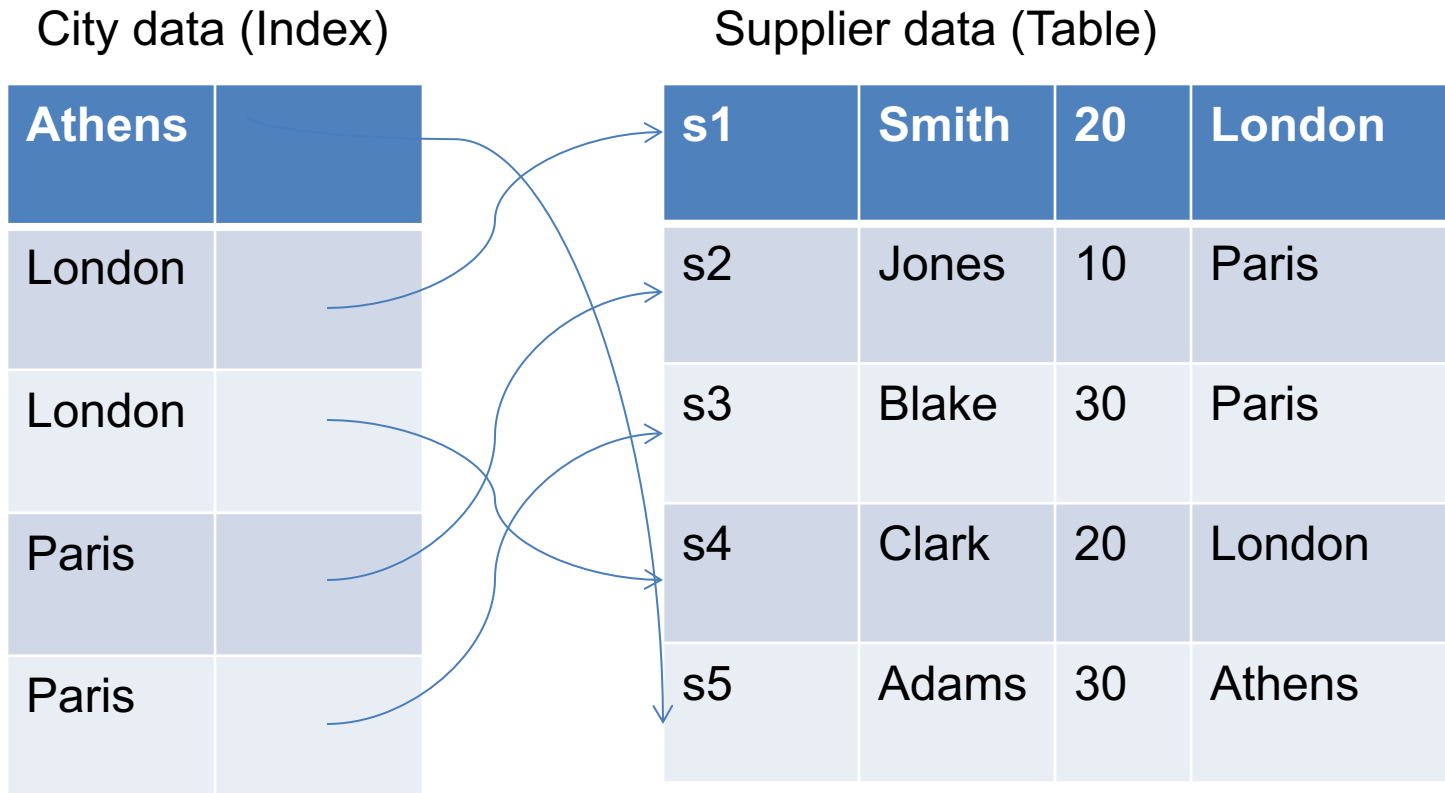 City data (Index)
Athens
London
London
Paris
Paris
Supplier data (Table)
s1 Smith 20 London
s2 Jones 10 Paris
s3 Blake 30 Paris
s4 Clark 20 London
s5 Adams 30 Athens